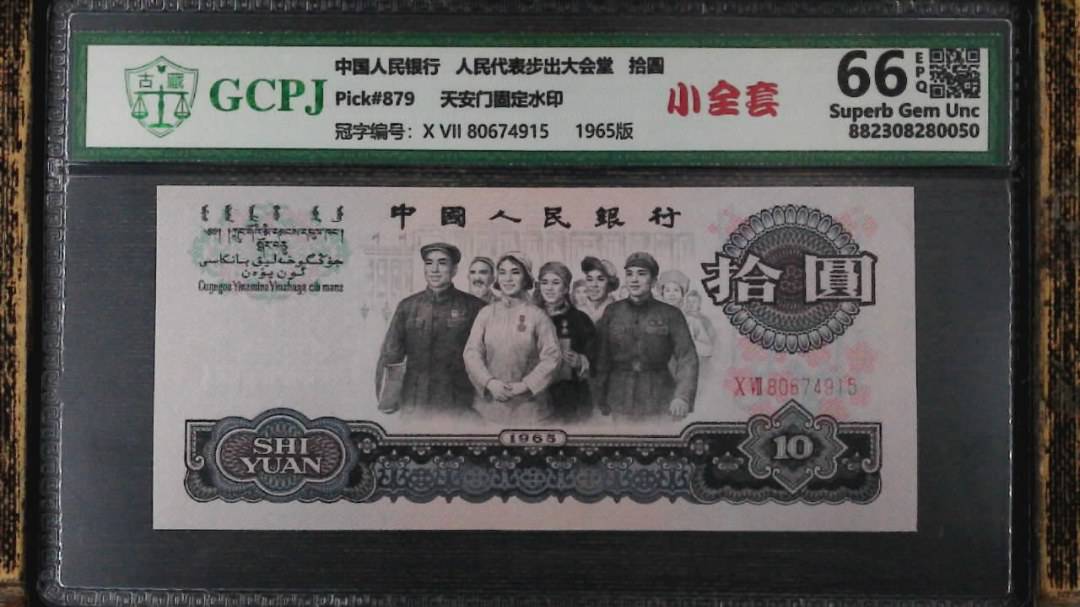 古 藏
GCPJ
中国人民银行 人民代表步出大会堂 拾圆
Pick#879 天安门固定水印
冠字编号: X VII 80674915 1965版
小全套
66 EPQ
Superb Gem Unc
882308280050
中國人民銀行
拾圓
X VII 80674915
1965
SHI
YUAN
10